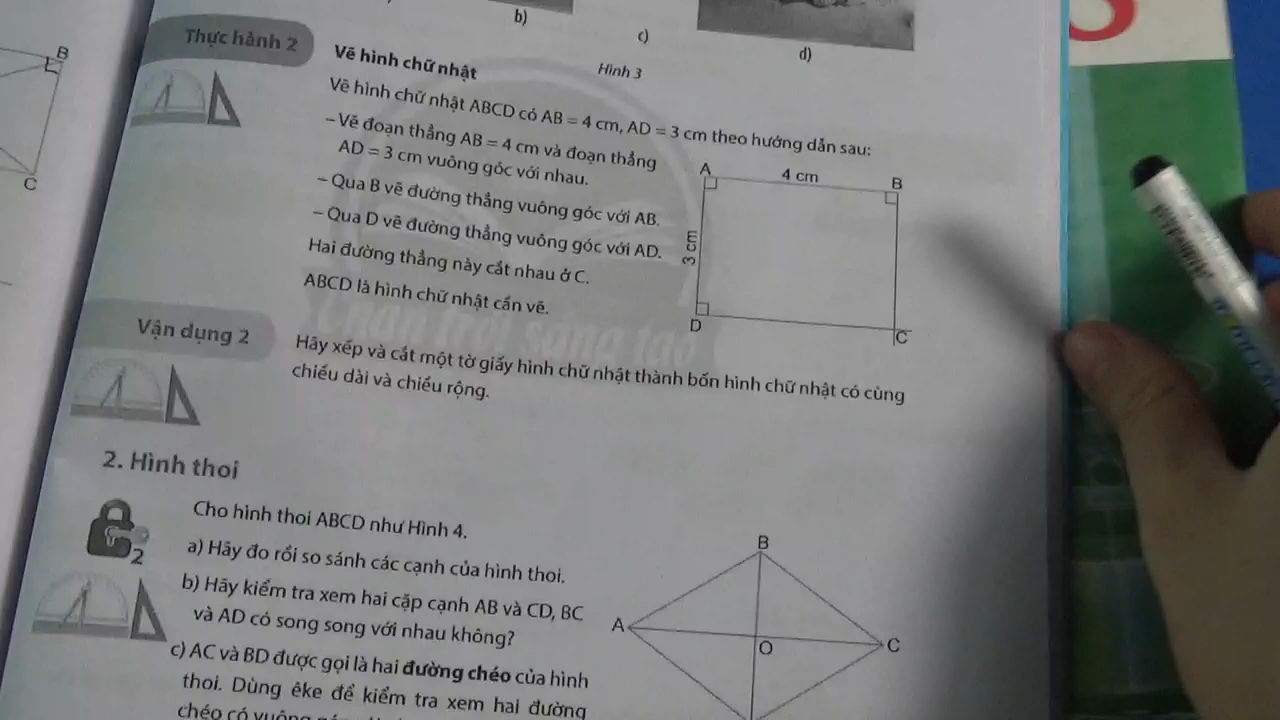 b)
c)
d)
Hình 3
Thực hành 2
Vẽ hình chữ nhật
Vẽ hình chữ nhật ABCD có AB = 4 cm, AD = 3 cm theo hướng dẫn sau:
– Vẽ đoạn thẳng AB = 4 cm và đoạn thẳng
AD = 3 cm vuông góc với nhau.
– Qua B vẽ đường thẳng vuông góc với AB.
– Qua D vẽ đường thẳng vuông góc với AD.
Hai đường thẳng này cắt nhau ở C.
ABCD là hình chữ nhật cần vẽ.
A
4 cm
B
3 cm
D
C
B
C
Chân trời sáng tạo
Vận dụng 2
Hãy xếp và cắt một tờ giấy hình chữ nhật thành bốn hình chữ nhật có cùng
chiều dài và chiều rộng.
2. Hình thoi
2
Cho hình thoi ABCD như Hình 4.
a) Hãy đo rồi so sánh các cạnh của hình thoi.
b) Hãy kiểm tra xem hai cặp cạnh AB và CD, BC
và AD có song song với nhau không?
c) AC và BD được gọi là hai đường chéo của hình
thoi. Dùng êke để kiểm tra xem hai đường
chéo có vuông
B
A
O
C